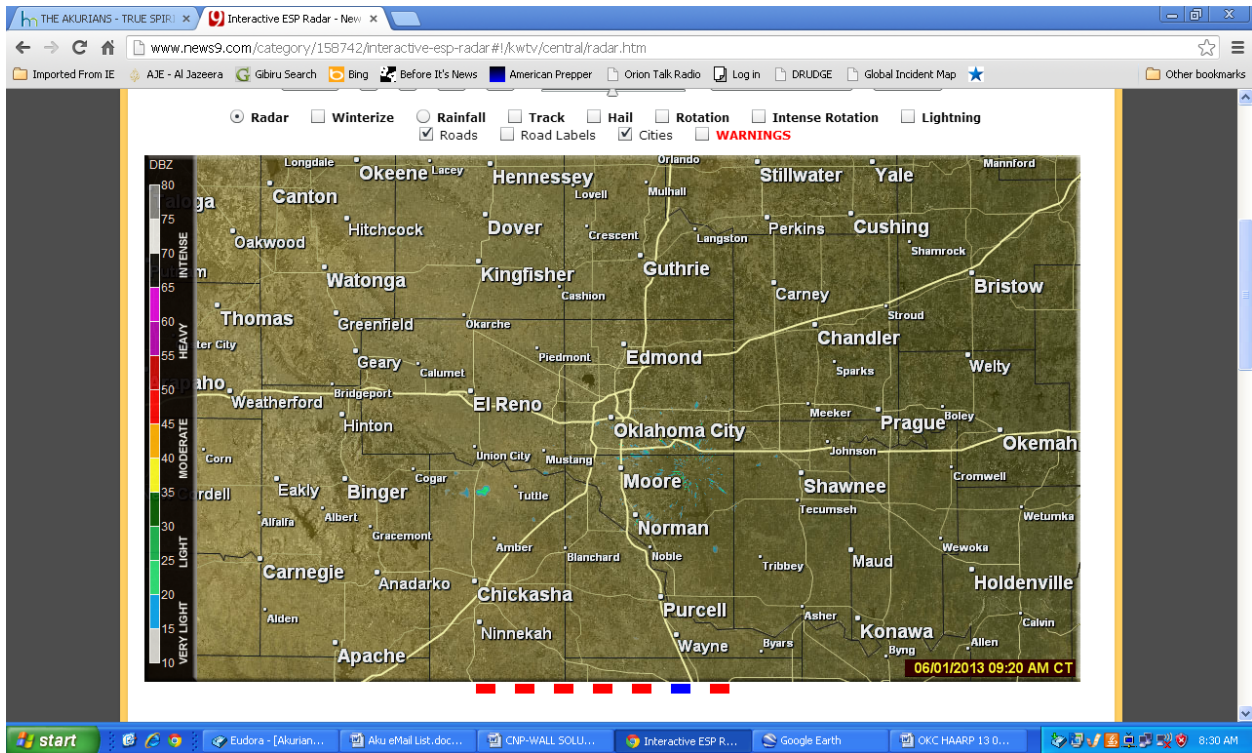 THE AKURIANS - TRUE SPIRI
Interactive ESP Radar - New
www.news9.com/category/158742/interactive-esp-radar#!/kwtv/central/radar.htm
Imported From IE AJE - Al Jazeera Gibiru Search Bing Before It's News American Prepper Orion Talk Radio Log in DRUDGE Global Incident Map Other bookmarks
Radar Winterize Rainfall Track Hail Rotation Intense Rotation Lightning
Roads Road Labels Cities WARNINGS
DBZ Longdale Okeene Lacey Hennessey Orlando Stillwater Yale Mannford
80 Canton Lovell Mulhall
75 Hitchcock Dover Crescent Langston Perkins Cushing
Oakwood Shamrock
70 INTENSE Watonga Kingfisher Guthrie Bristow
65 Cashion Carney
Thomas Greenfield Okarche Stroud
60 HEAVY Chandler
55 Geary Calumet Piedmont Edmond Sparks Welty
50 Weatherford Bridgeport El Reno
Hinton Oklahoma City Meeker Prague Boley Okemah
45 MODERATE
40 Corn Union City Mustang Johnson
35 Eakly Binger Cogar Tuttle Moore Shawnee Cromwell
Alfalfa Albert Tecumseh Wetumka
30 Gracemont Norman
25 LIGHT Amber Blanchard Noble Tribbey Maud Wewoka
Carnegie Anadarko Chickasha Holdenville
20 Alden Purcell Asher Calvin
15 VERY LIGHT Ninnekah Wayne Byars Konawa Allen
10 Apache Byng
06/01/2013 09:20 AM CT
start Eudora - [Akurian... Aku eMail List.doc... CNP-WALL SOLU... Interactive ESP R... Google Earth OKC HAARP 13 0... 8:30 AM